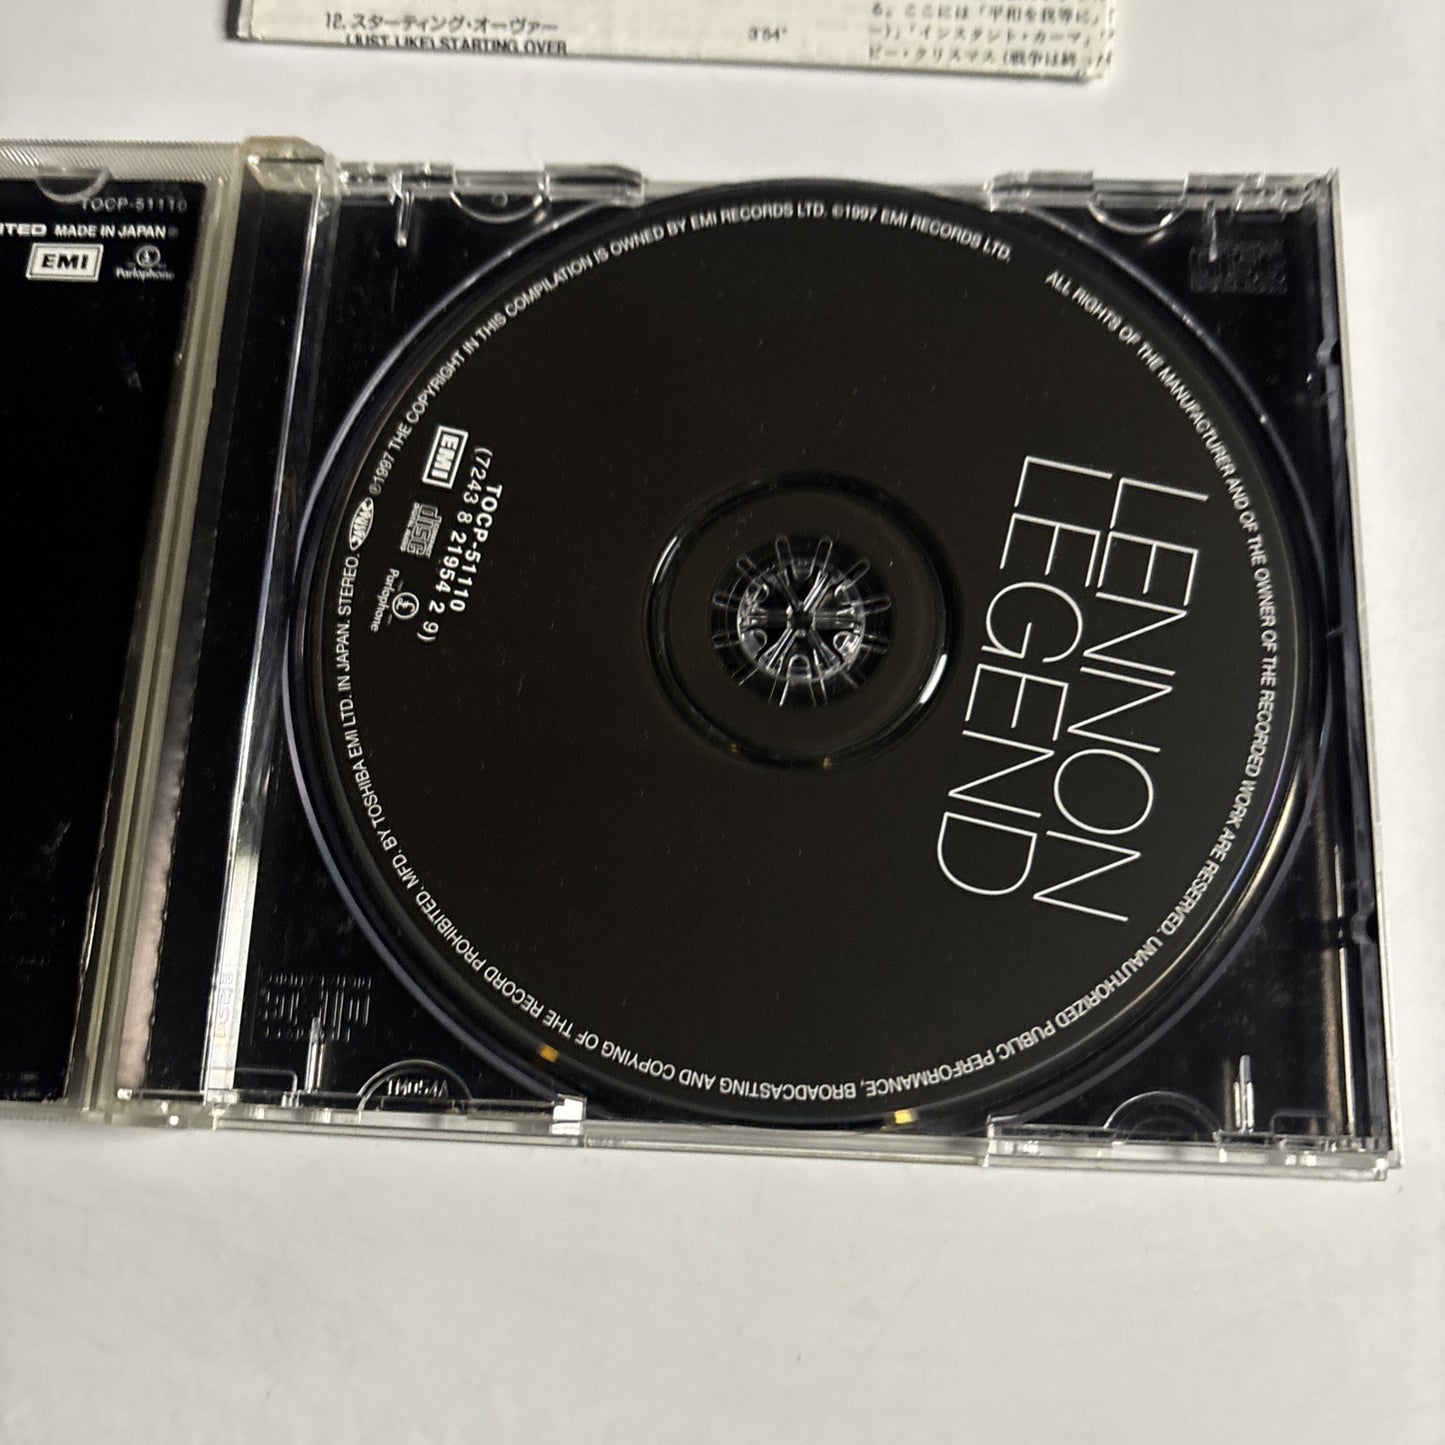 12. スターティング・オーヴァー
(JUST LIKE) STARTING OVER
3'54"
る。ここには「平和を我等に」
ー)」「インスタント・カーマ」
ピー・クリスマス(戦争は終
TOCP-51110
MADE IN JAPAN
EMI
Parlophone
℗1997 THE COPYRIGHT IN THIS COMPILATION IS OWNED BY EMI RECORDS LTD. ©1997 EMI RECORDS LTD.
ALL RIGHTS OF THE MANUFACTURER AND OF THE OWNER OF THE RECORDED WORK ARE RESERVED. UNAUTHORIZED PUBLIC PERFORMANCE, BROADCASTING AND COPYING OF THE RECORD PROHIBITED. MFD. BY TOSHIBA EMI LTD. IN JAPAN. STEREO.
LENNON
LEGEND
TOCP-51110
(7243 8 21954 2 9)
EMI
COMPACT
disc
DIGITAL AUDIO
Parlophone